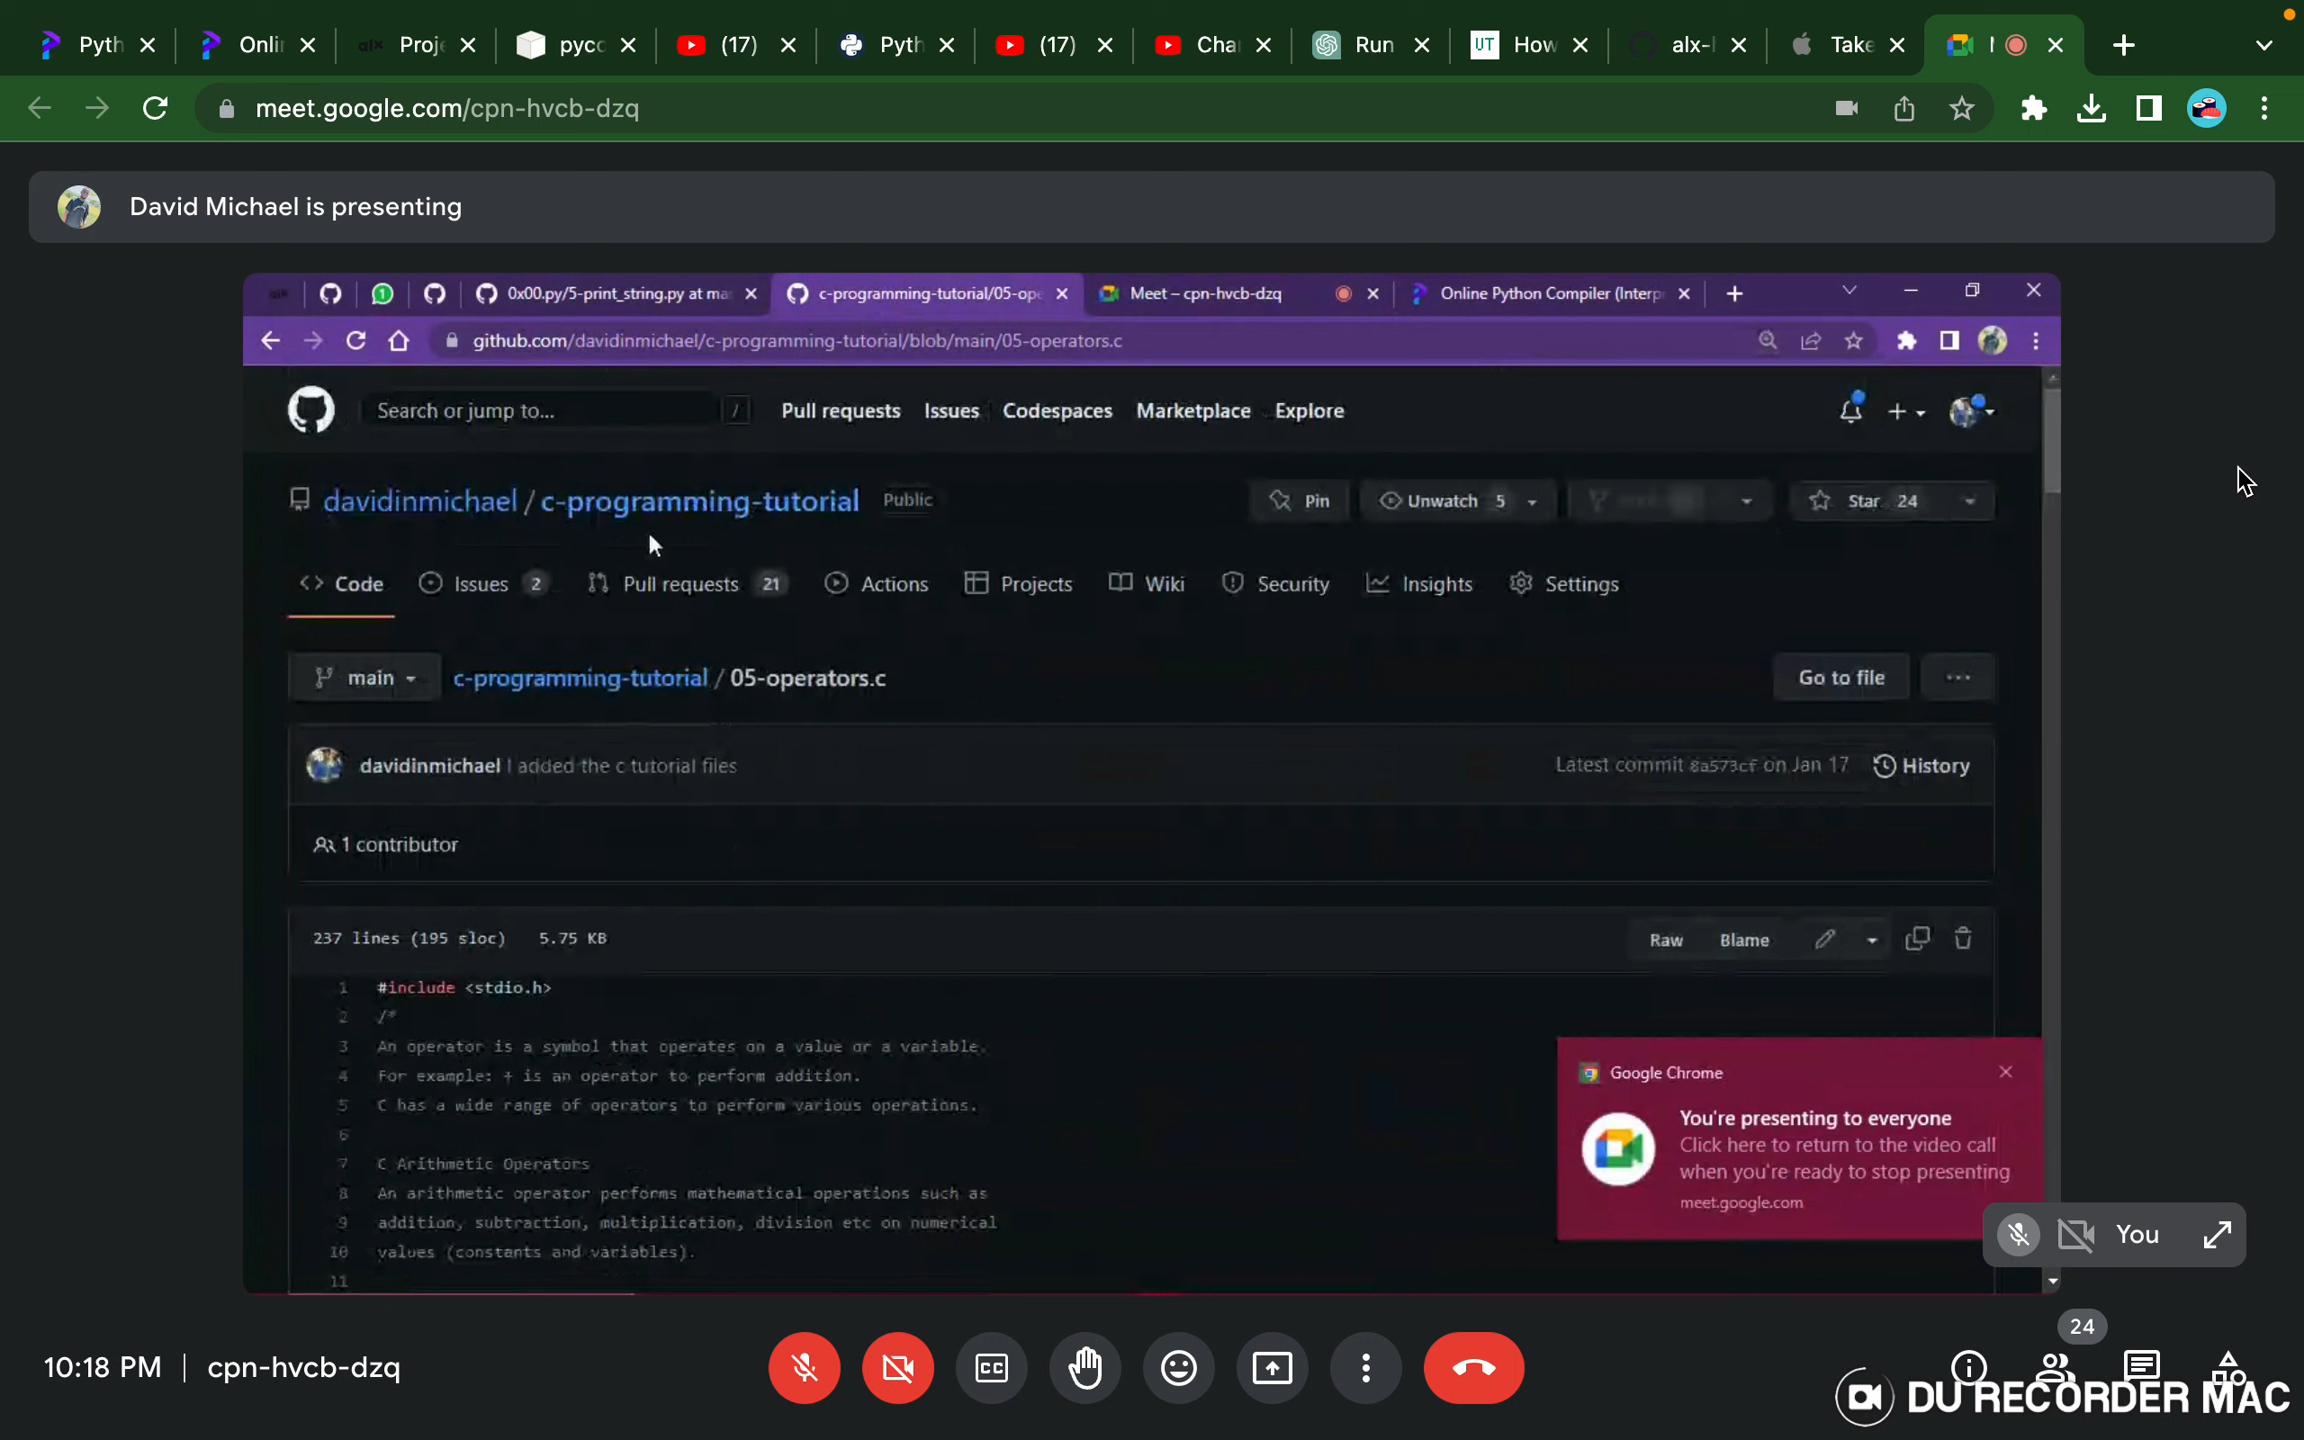 Pyth
Onli
alx Proje
pyco
(17)
Pyth
(17)
Cha
Run
UT How
alx-l
Take
meet.google.com/cpn-hvcb-dzq
David Michael is presenting
0x00.py/5-print_string.py at ma
c-programming-tutorial/05-ope
Meet – cpn-hvcb-dzq
Online Python Compiler (Interp
github.com/davidinmichael/c-programming-tutorial/blob/main/05-operators.c
Search or jump to... /
Pull requests Issues Codespaces Marketplace Explore
davidinmichael / c-programming-tutorial Public
Pin
Unwatch 5
Star 24
Code
Issues 2
Pull requests 21
Actions
Projects
Wiki
Security
Insights
Settings
main
c-programming-tutorial / 05-operators.c
Go to file
davidinmichael I added the c tutorial files
Latest commit 8a573cf on Jan 17
History
1 contributor
237 lines (195 sloc) 5.75 KB
Raw
Blame
1 #include <stdio.h>
2 /*
3 An operator is a symbol that operates on a value or a variable.
4 For example: + is an operator to perform addition.
5 C has a wide range of operators to perform various operations.
6
7 C Arithmetic Operators
8 An arithmetic operator performs mathematical operations such as
9 addition, subtraction, multiplication, division etc on numerical
10 values (constants and variables).
11
Google Chrome
You're presenting to everyone
Click here to return to the video call
when you're ready to stop presenting
meet.google.com
You
10:18 PM | cpn-hvcb-dzq
CC
24
DU RECORDER MAC